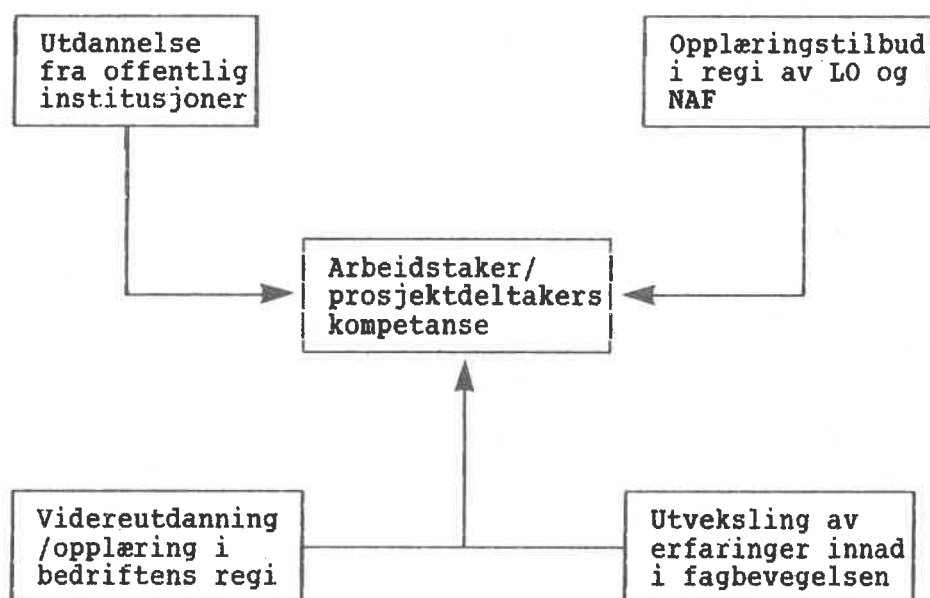 Utdannelse
fra offentlig
institusjoner
Opplæringstilbud
i regi av LO og
NAF
Arbeidstaker/
prosjektdeltakers
kompetanse
Videreutdanning
/opplæring i
bedriftens regi
Utveksling av
erfaringer innad
i fagbevegelsen